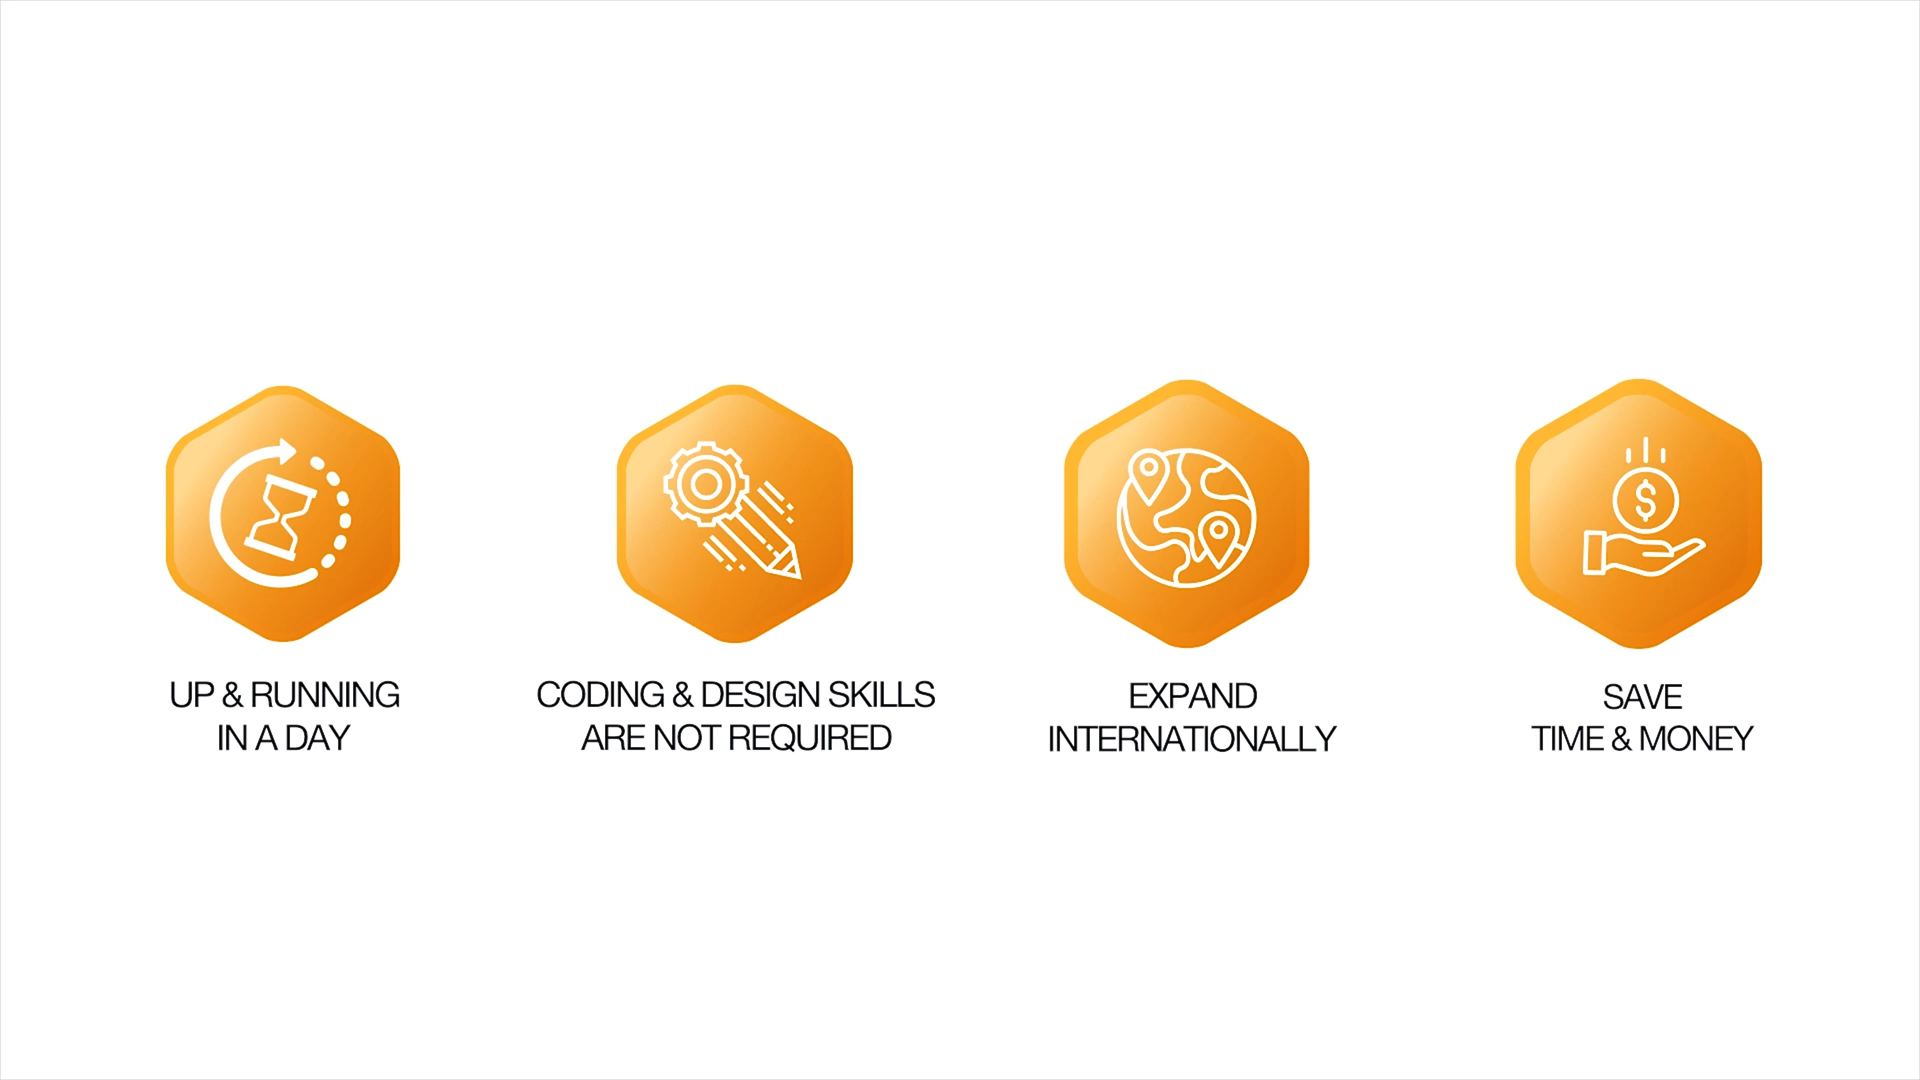 UP & RUNNING
IN A DAY
CODING & DESIGN SKILLS
ARE NOT REQUIRED
EXPAND
INTERNATIONALLY
$
SAVE
TIME & MONEY